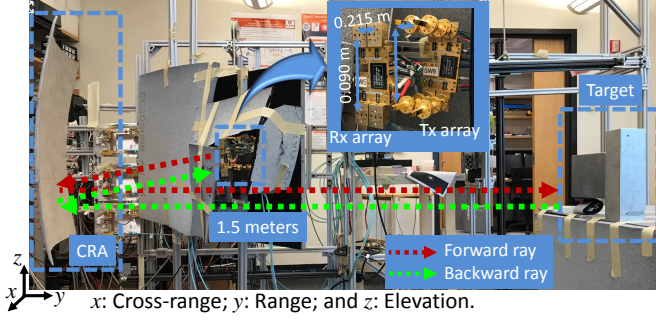 0.215 m
0.090 m
SWB
Rx array
Tx array
Target
CRA
1.5 meters
Forward ray
Backward ray
z
x
y
x: Cross-range; y: Range; and z: Elevation.